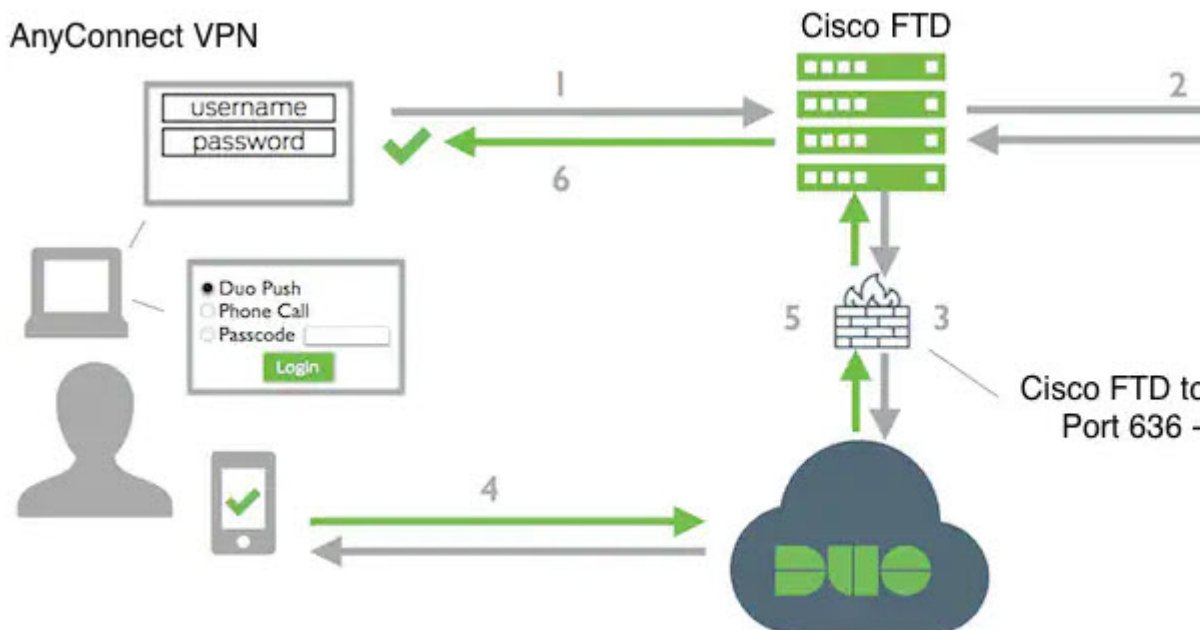 AnyConnect VPN
Cisco FTD
username
password
1
2
6
Duo Push
Phone Call
Passcode
Login
5
3
Cisco FTD to
Port 636 -
4
DUO